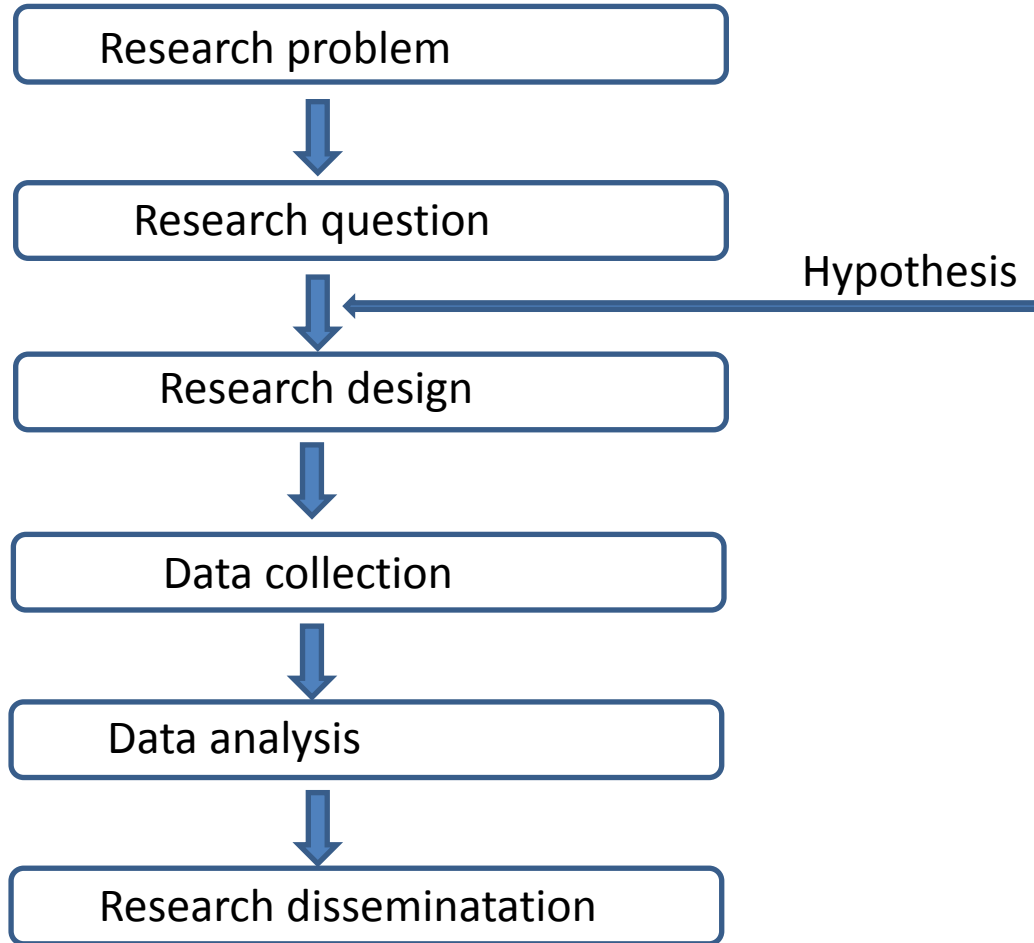 Research problem
Research question
Hypothesis
Research design
Data collection
Data analysis
Research disseminatation